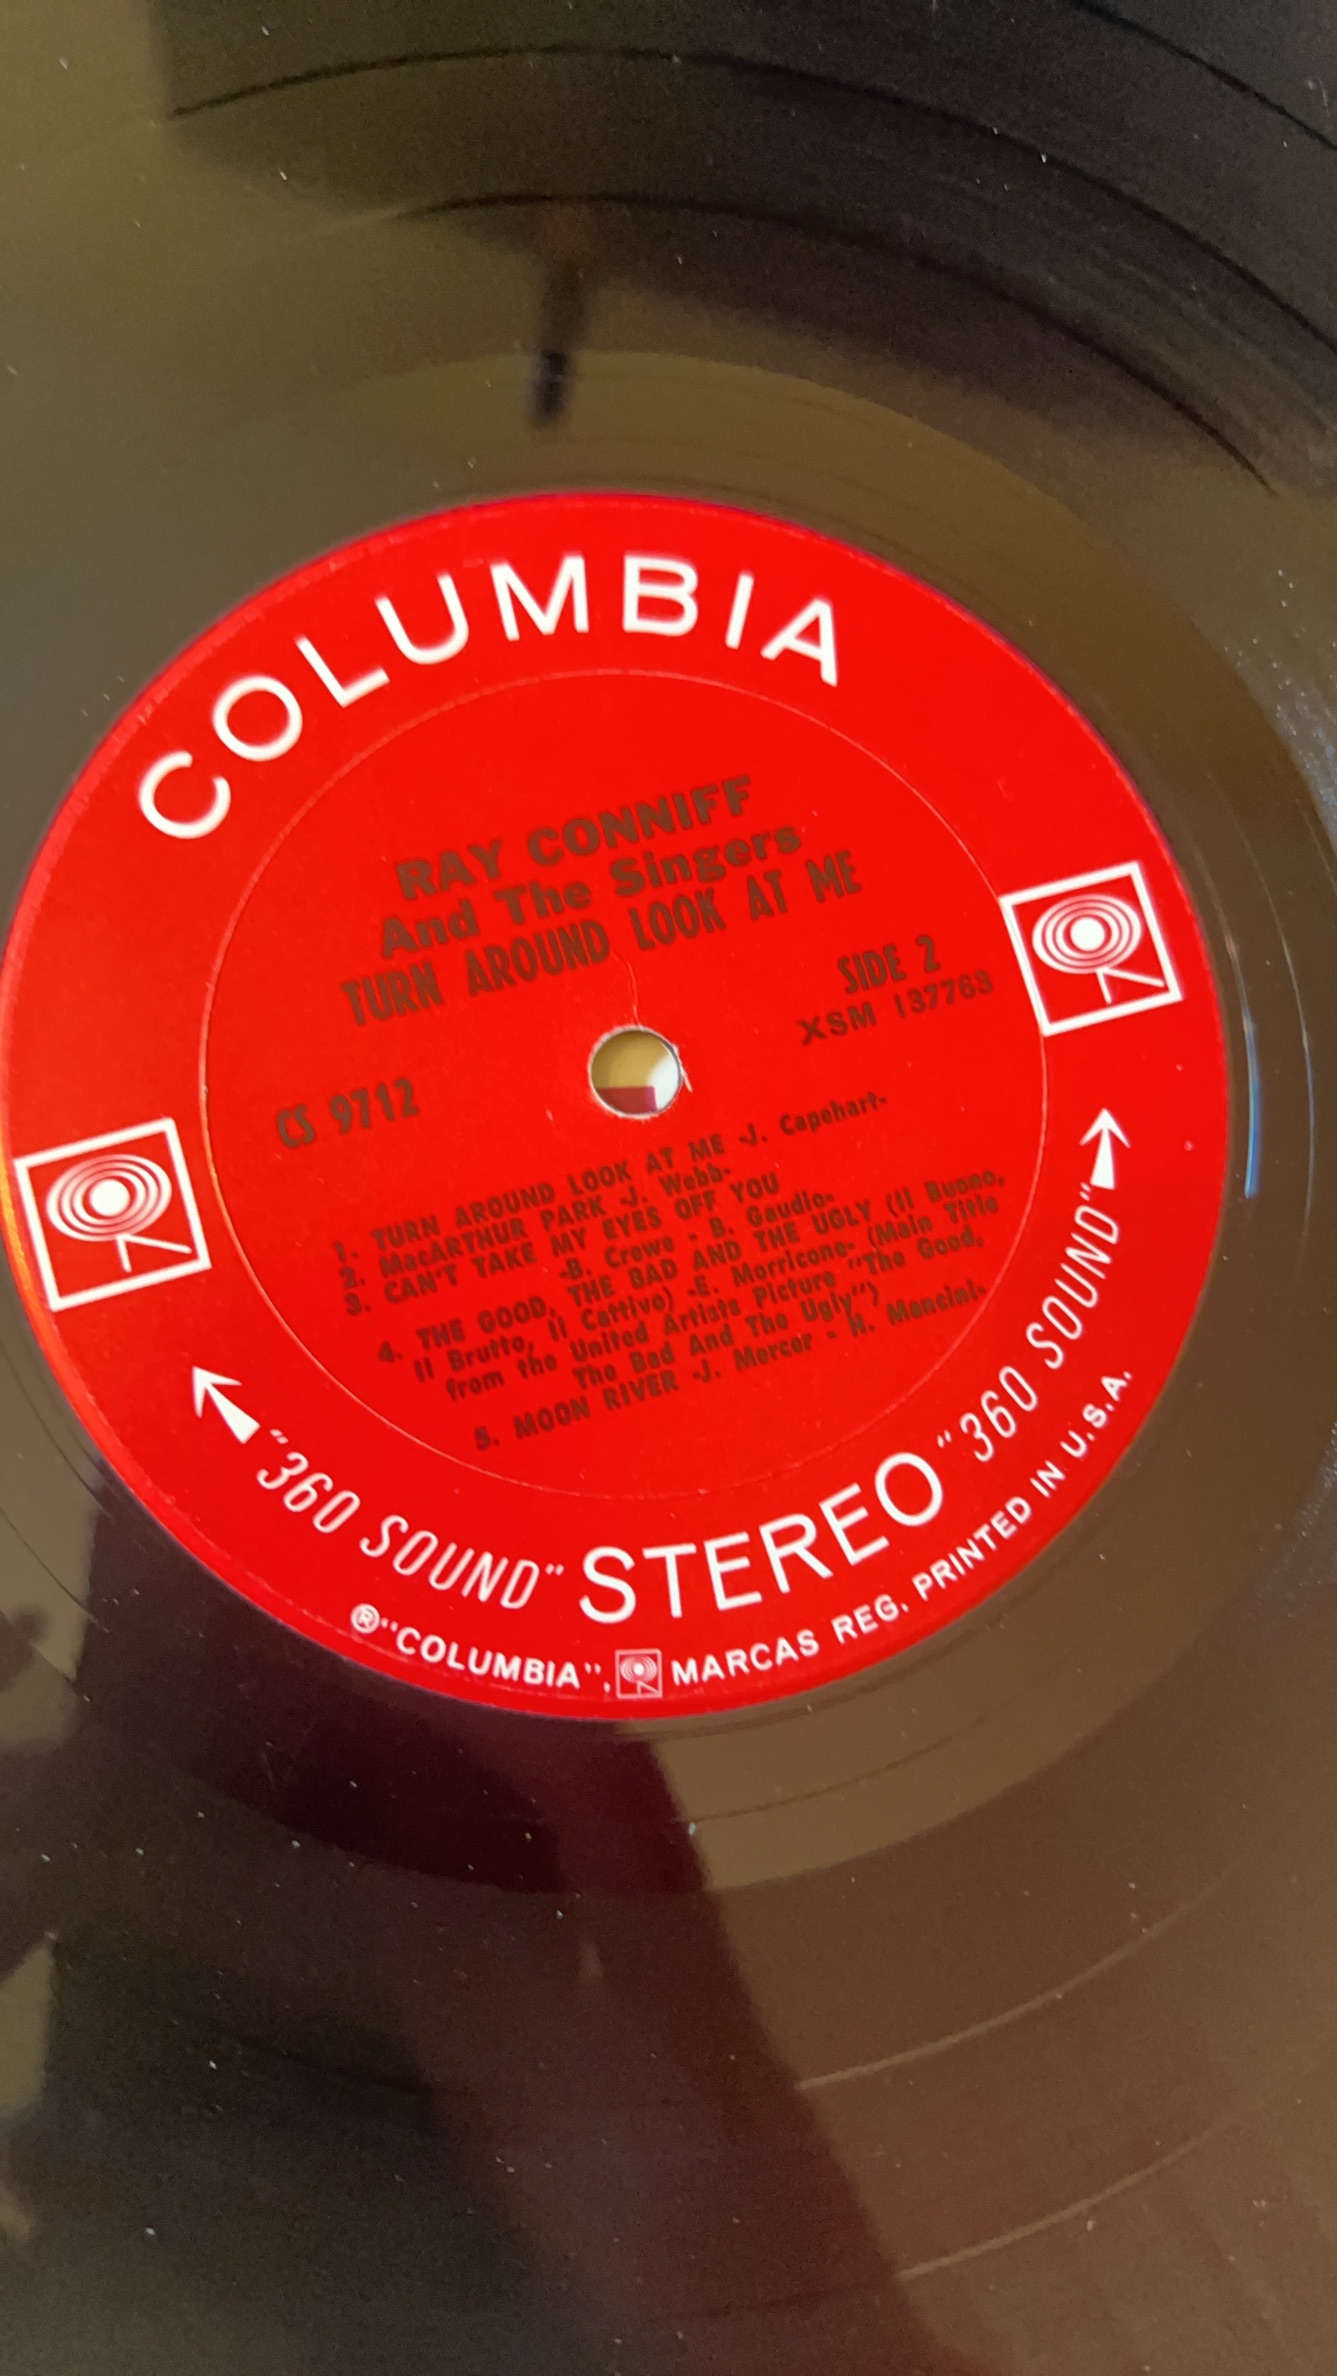 COLUMBIA
RAY CONNIFF
And The Singers
TURN AROUND LOOK AT ME
SIDE 2
XSM 137763
CS 9712
1. TURN AROUND LOOK AT ME -J. Capehart-
2. MacARTHUR PARK -J. Webb-
3. CAN'T TAKE MY EYES OFF YOU
-B. Crewe - B. Gaudio-
4. THE GOOD, THE BAD AND THE UGLY (Il Buono,
Il Brutto, Il Cattivo) -E. Morricone- (Main Title
from the United Artists Picture "The Good,
The Bad And The Ugly")
5. MOON RIVER -J. Mercer - H. Mancini-
"360 SOUND" STEREO "360 SOUND"
® "COLUMBIA", MARCAS REG. PRINTED IN U.S.A.